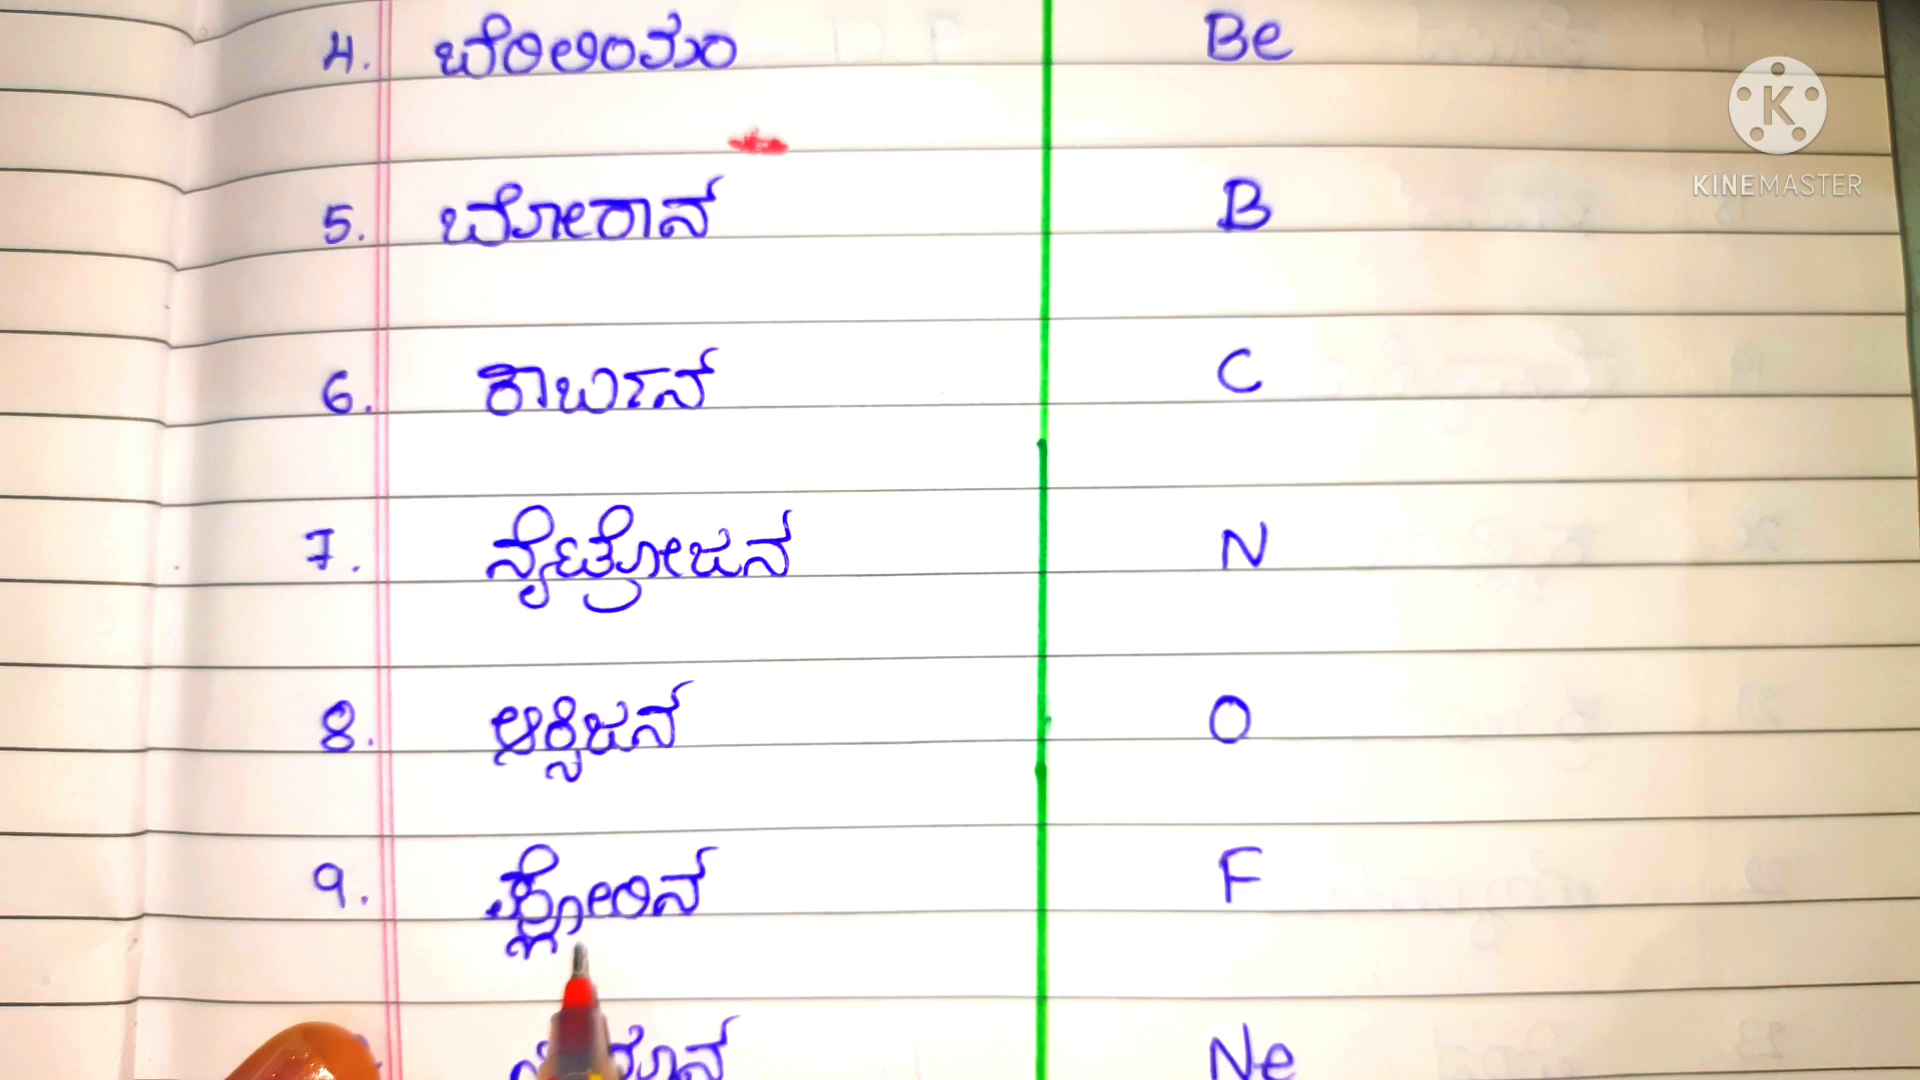 4. ಬೆರಿಲಿಯಂ Be
K
KINEMASTER
5. ಬೋರಾನ್ B
6. ಕಾರ್ಬನ್ C
7. ನೈಟ್ರೋಜನ್ N
8. ಆಕ್ಸಿಜನ್ O
9. ಫ್ಲೋರಿನ್ F
Ne